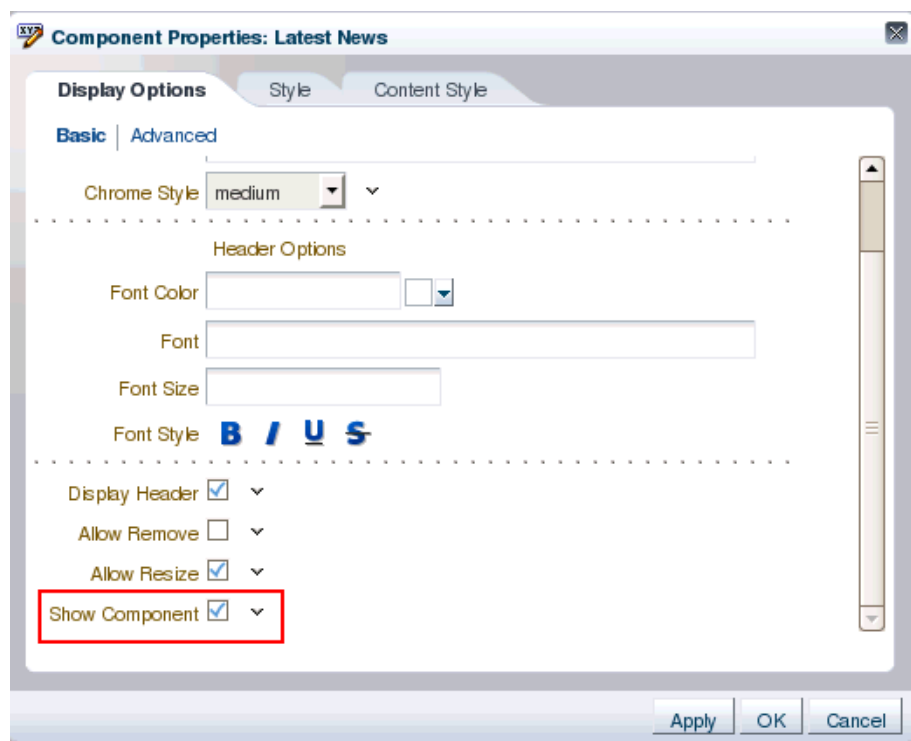 Component Properties: Latest News
Display Options Style Content Style
Basic | Advanced
Chrome Style medium
Header Options
Font Color
Font
Font Size
Font Style B I U S
Display Header
Allow Remove
Allow Resize
Show Component
Apply OK Cancel